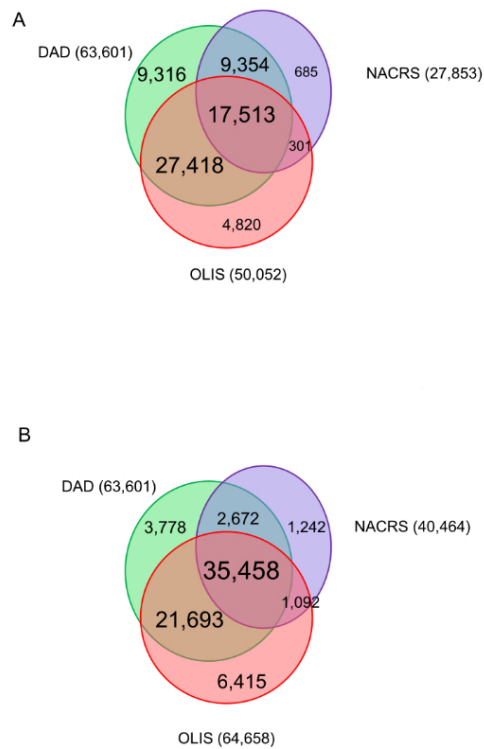 A
DAD (63,601)
9,316
9,354
685
NACRS (27,853)
17,513
301
27,418
4,820
OLIS (50,052)
B
DAD (63,601)
3,778
2,672
1,242
NACRS (40,464)
35,458
1,092
21,693
6,415
OLIS (64,658)